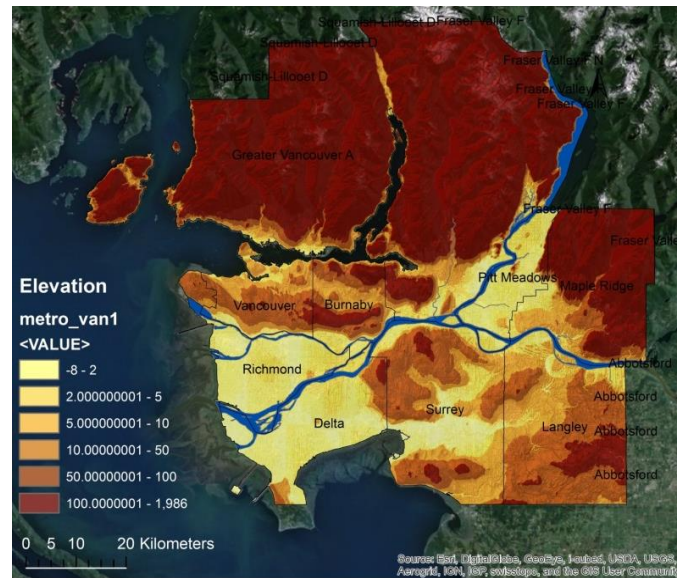 Squamish-Lillooet D
Fraser Valley F
Squamish-Lillooet D
Squamish-Lillooet D
Fraser Valley F N
Fraser Valley F
Fraser Valley F
Greater Vancouver A
Fraser Valley F
Fraser Valle
Pitt Meadows
Maple Ridge
Elevation
metro_van1
<VALUE>
-8 - 2
2.000000001 - 5
5.000000001 - 10
10.00000001 - 50
50.00000001 - 100
100.0000001 - 1,986
Vancouver
Burnaby
Richmond
Abbotsford
Delta
Surrey
Langley
Abbotsford
Abbotsford
Abbotsford
0 5 10 20 Kilometers
Source: Esri, DigitalGlobe, GeoEye, i-cubed, USDA, USGS,
Aerogrid, IGN, IGP, swisstopo, and the GIS User Community